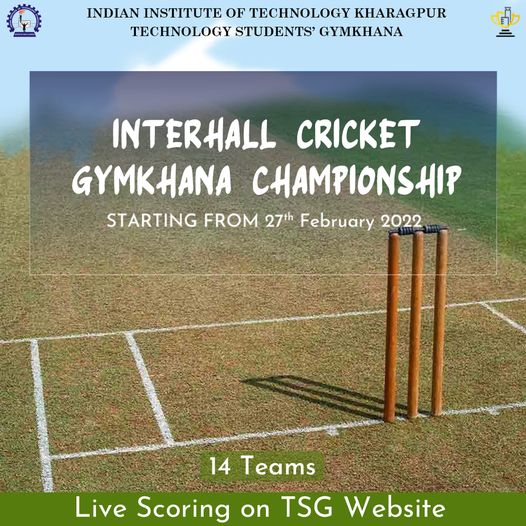 INDIAN INSTITUTE OF TECHNOLOGY KHARAGPUR
TECHNOLOGY STUDENTS' GYMKHANA
INTERHALL CRICKET
GYMKHANA CHAMPIONSHIP
STARTING FROM 27th February 2022
14 Teams
Live Scoring on TSG Website